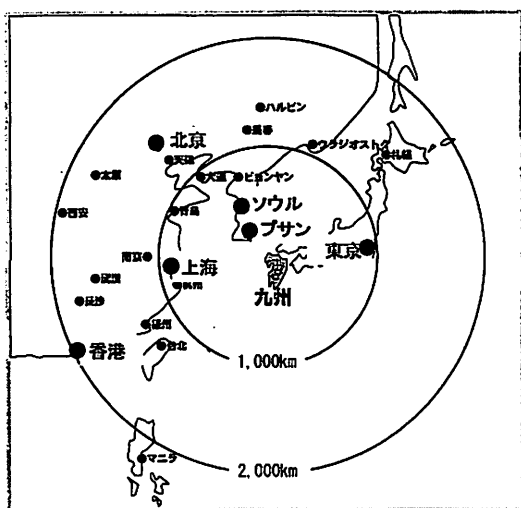 ハルビン
長春
北京
ウラジオスト
札幌
天津
太原
大連
ピョンヤン
ソウル
青島
西安
プサン
東京
南京
上海
武漢
杭州
九州
長沙
福州
台北
香港
1,000km
マニラ
2,000km